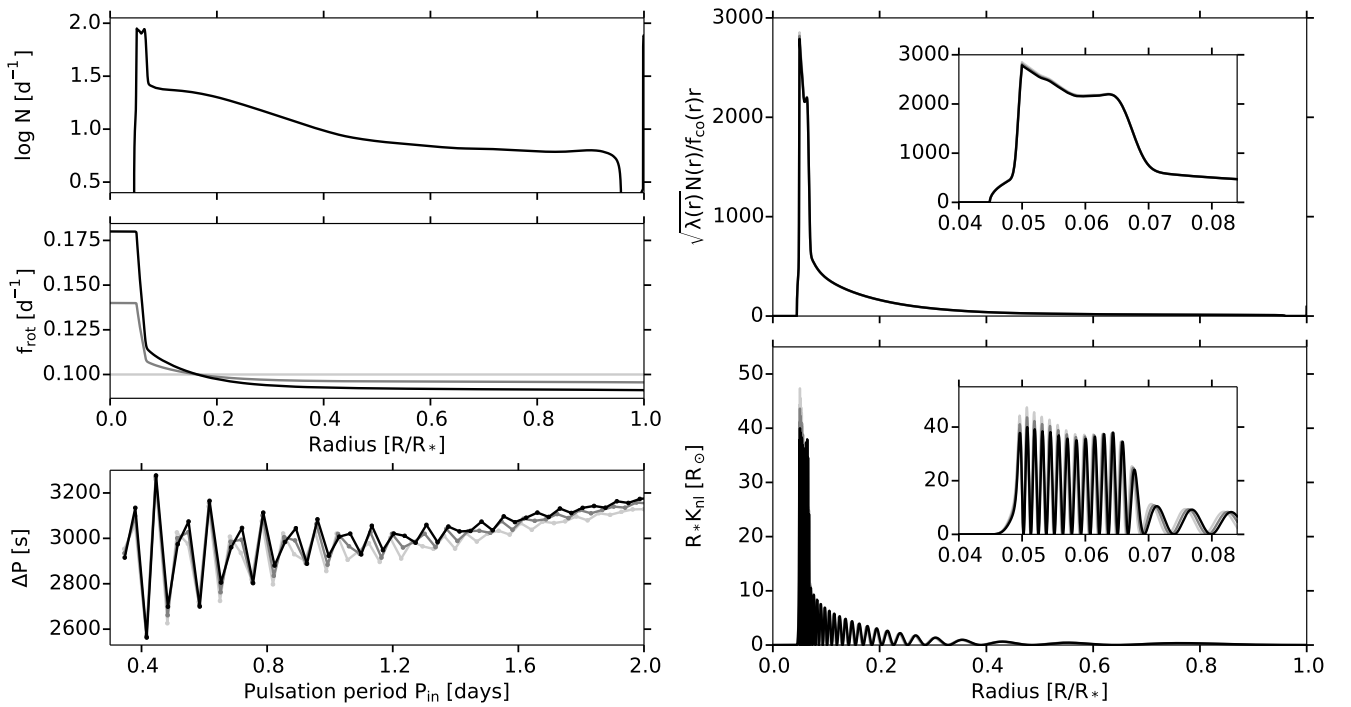 log N [d⁻¹]
2.0
1.5
1.0
0.5
f_rot [d⁻¹]
0.175
0.150
0.125
0.100
0.0 0.2 0.4 0.6 0.8 1.0
Radius [R/R*]
ΔP [s]
3200
3000
2800
2600
0.4 0.8 1.2 1.6 2.0
Pulsation period P_in [days]
√λ(r) N(r)/f_co(r)r
3000
2000
1000
0
3000
2000
1000
0
0.04 0.05 0.06 0.07 0.08
R*K_nl [R⊙]
50
40
30
20
10
0
40
20
0
0.04 0.05 0.06 0.07 0.08
0.0 0.2 0.4 0.6 0.8 1.0
Radius [R/R*]